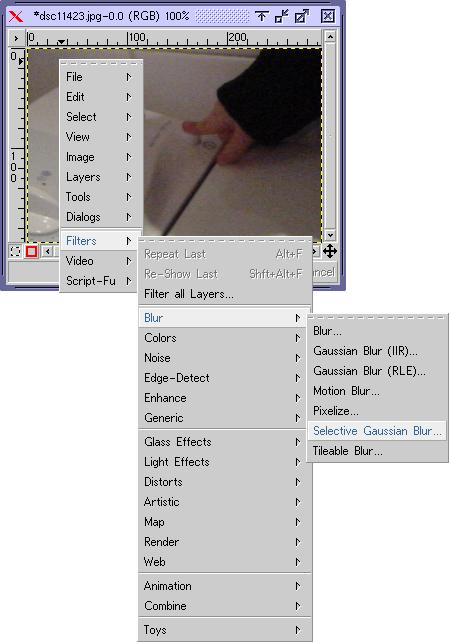 *dsc11423.jpg-0.0 (RGB) 100%
0 100 200
0
100
File
Edit
Select
View
Image
Layers
Tools
Dialogs
Filters
Video
Script-Fu
Repeat Last Alt+F
Re-Show Last Shft+Alt+F
Filter all Layers...
Blur
Colors
Noise
Edge-Detect
Enhance
Generic
Glass Effects
Light Effects
Distorts
Artistic
Map
Render
Web
Animation
Combine
Toys
Blur...
Gaussian Blur (IIR)...
Gaussian Blur (RLE)...
Motion Blur...
Pixelize...
Selective Gaussian Blur...
Tileable Blur...
ncel